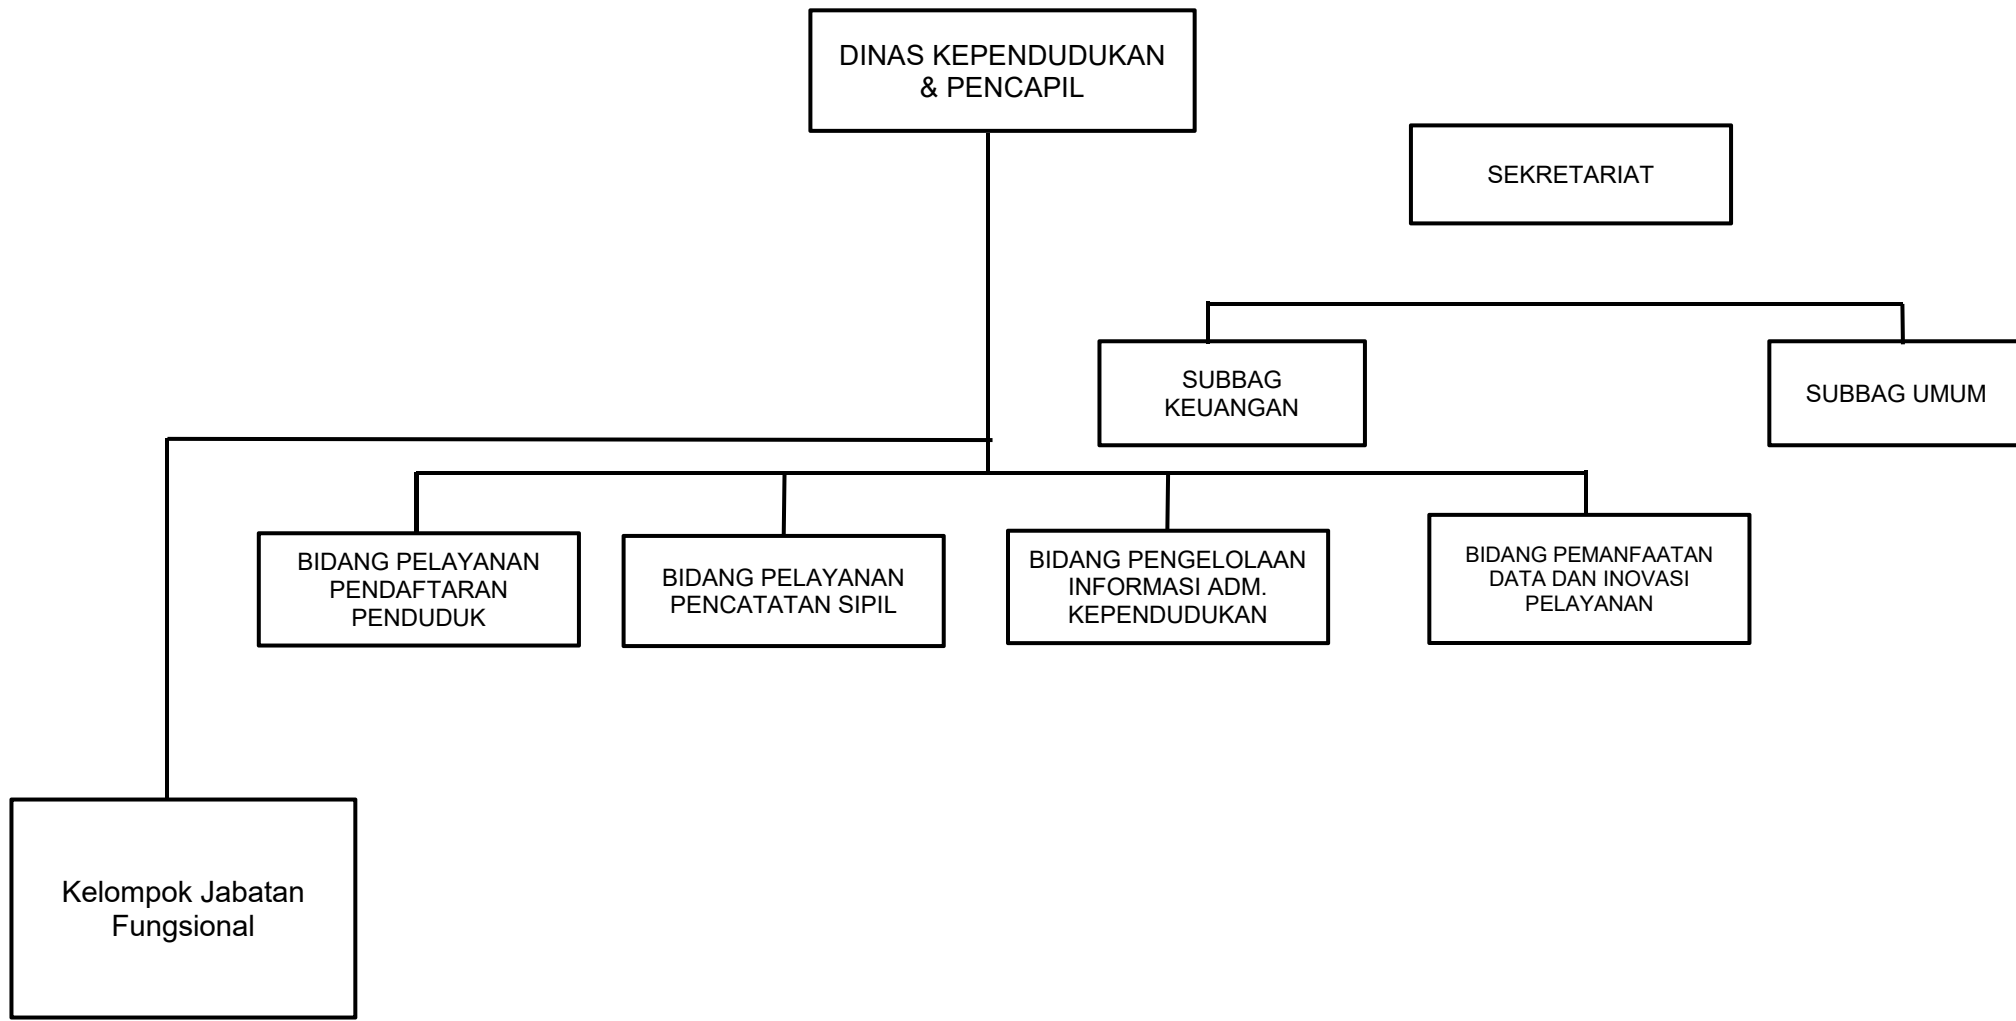 DINAS KEPENDUDUKAN
& PENCAPIL
SEKRETARIAT
SUBBAG
KEUANGAN
SUBBAG UMUM
BIDANG PELAYANAN
PENDAFTARAN
PENDUDUK
BIDANG PELAYANAN
PENCATATAN SIPIL
BIDANG PENGELOLAAN
INFORMASI ADM.
KEPENDUDUKAN
BIDANG PEMANFAATAN
DATA DAN INOVASI
PELAYANAN
Kelompok Jabatan
Fungsional